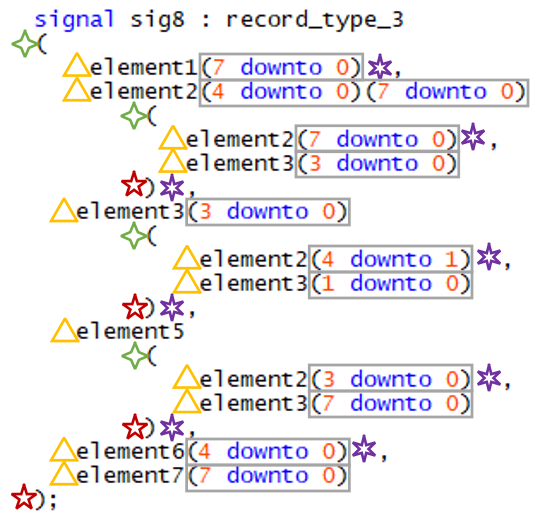 signal sig8 : record_type_3
(
element1(7 downto 0),
element2(4 downto 0)(7 downto 0)
(
element2(7 downto 0),
element3(3 downto 0)
),
element3(3 downto 0)
(
element2(4 downto 1),
element3(1 downto 0)
),
element5
(
element2(3 downto 0),
element3(7 downto 0)
),
element6(4 downto 0),
element7(7 downto 0)
);